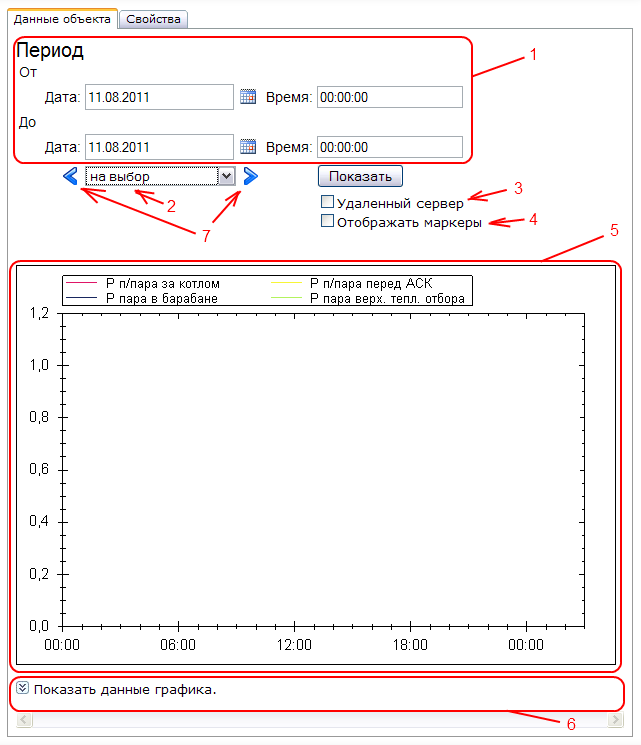 Данные объекта Свойства
Период
От
Дата: 11.08.2011 Время: 00:00:00
1
До
Дата: 11.08.2011 Время: 00:00:00
на выбор Показать
2
3
Удаленный сервер
Отображать маркеры
4
7
5
Р п/пара за котлом Р п/пара перед АСК
Р пара в барабане Р пара верх. тепл. отбора
1,2
1,0
0,8
0,6
0,4
0,2
0,0
00:00 06:00 12:00 18:00 00:00
Показать данные графика.
6